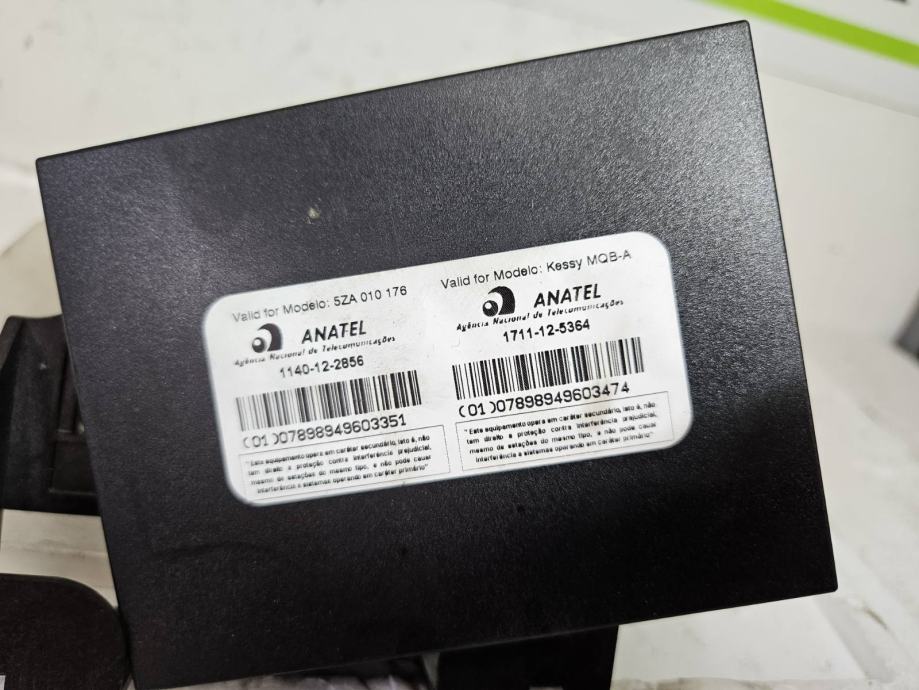 Valid for Modelo: 5ZA 010 176
ANATEL
Agência Nacional de Telecomunicações
1140-12-2856
(01)07898949603351
"Este equipamento opera em caráter secundário, isto é, não
tem direito a proteção contra interferência prejudicial,
mesmo de estações do mesmo tipo, e não pode causar
interferência a sistemas operando em caráter primário"
Valid for Modelo: Kessy MQB-A
ANATEL
Agência Nacional de Telecomunicações
1711-12-5364
(01)07898949603474
"Este equipamento opera em caráter secundário, isto é, não
tem direito a proteção contra interferência prejudicial,
mesmo de estações do mesmo tipo, e não pode causar
interferência a sistemas operando em caráter primário"